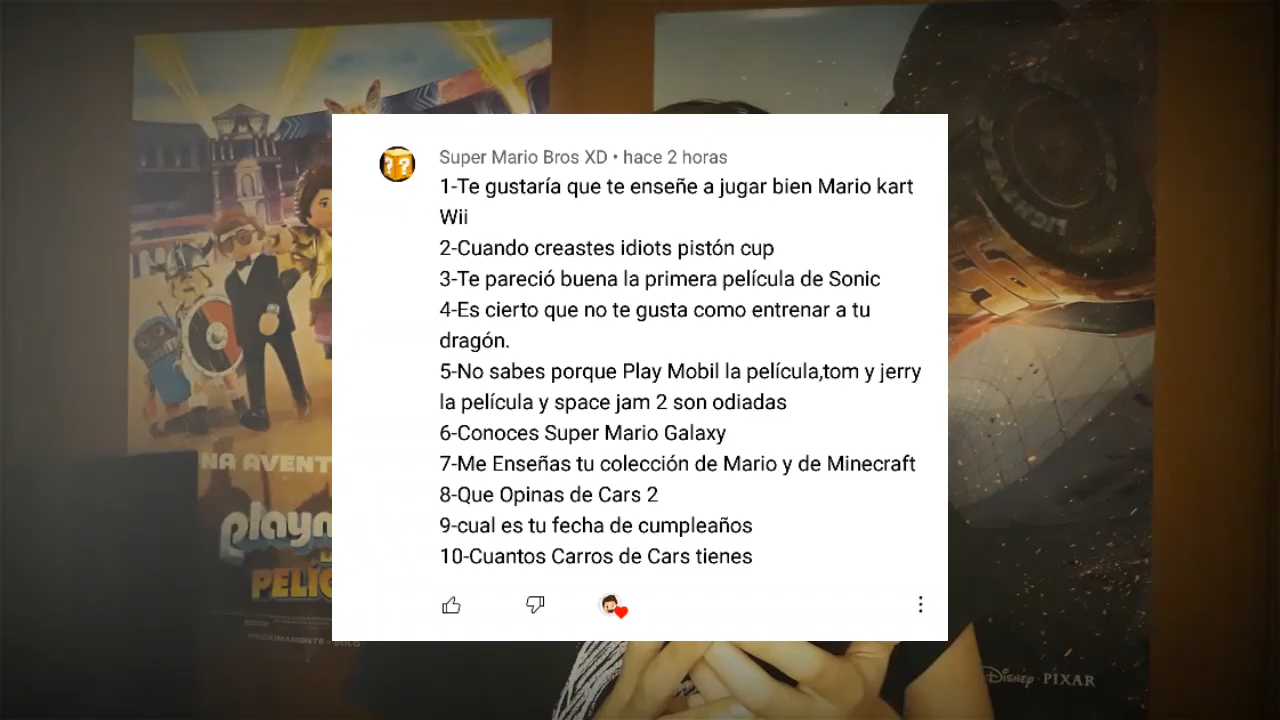 Super Mario Bros XD • hace 2 horas
1-Te gustaría que te enseñe a jugar bien Mario kart
Wii
2-Cuando creastes idiots pistón cup
3-Te pareció buena la primera película de Sonic
4-Es cierto que no te gusta como entrenar a tu
dragón.
5-No sabes porque Play Mobil la película,tom y jerry
la película y space jam 2 son odiadas
6-Conoces Super Mario Galaxy
7-Me Enseñas tu colección de Mario y de Minecraft
8-Que Opinas de Cars 2
9-cual es tu fecha de cumpleaños
10-Cuantos Carros de Cars tienes
NA AVENT
playm
PELÍC
PRÓXIMAMENTE - SOLO
Disney · PIXAR